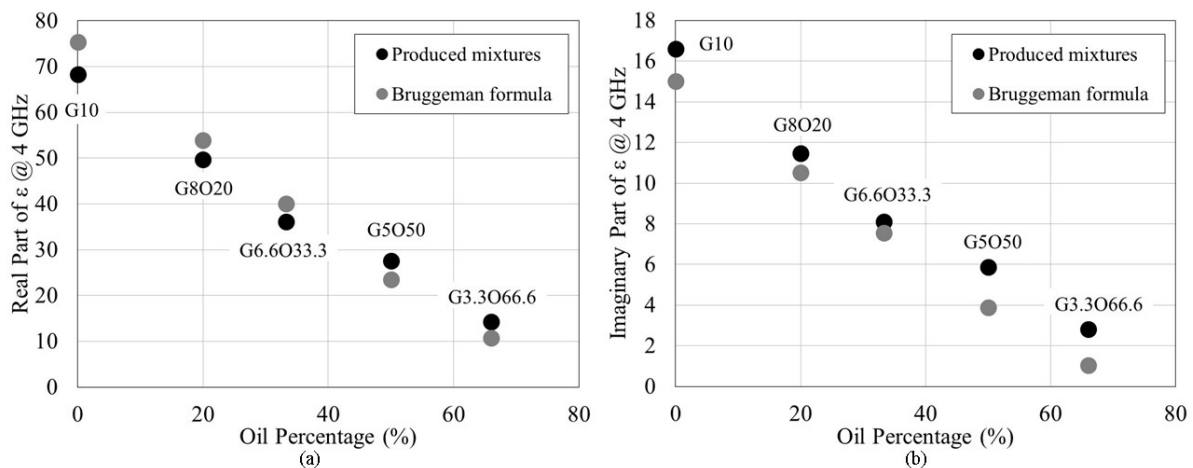 80
70
60
50
40
30
20
10
0
Real Part of ε @ 4 GHz
Produced mixtures
Bruggeman formula
G10
G8O20
G6.6O33.3
G5O50
G3.3O66.6
0 20 40 60 80
Oil Percentage (%)
(a)
18
16
14
12
10
8
6
4
2
0
Imaginary Part of ε @ 4 GHz
Produced mixtures
Bruggeman formula
G10
G8O20
G6.6O33.3
G5O50
G3.3O66.6
0 20 40 60 80
Oil Percentage (%)
(b)